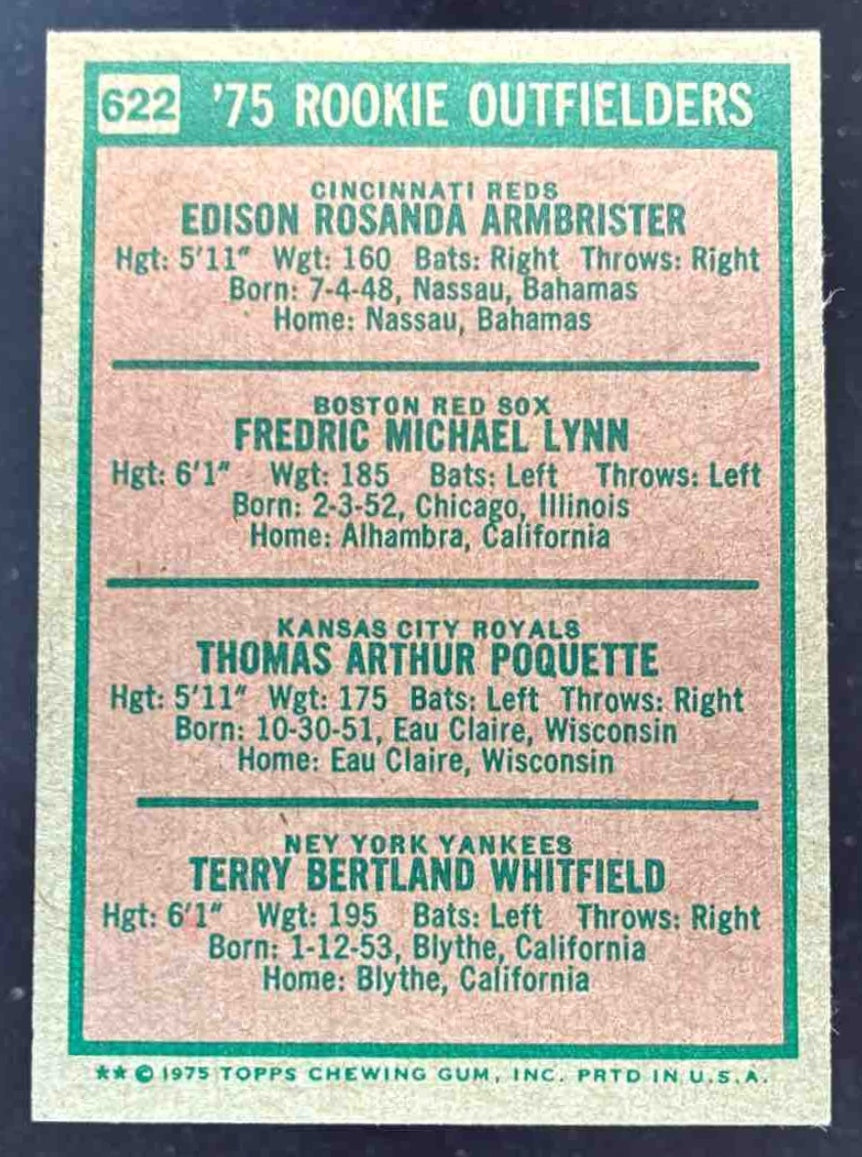 622 '75 ROOKIE OUTFIELDERS
CINCINNATI REDS
EDISON ROSANDA ARMBRISTER
Hgt: 5'11" Wgt: 160 Bats: Right Throws: Right
Born: 7-4-48, Nassau, Bahamas
Home: Nassau, Bahamas
BOSTON RED SOX
FREDRIC MICHAEL LYNN
Hgt: 6'1" Wgt: 185 Bats: Left Throws: Left
Born: 2-3-52, Chicago, Illinois
Home: Alhambra, California
KANSAS CITY ROYALS
THOMAS ARTHUR POQUETTE
Hgt: 5'11" Wgt: 175 Bats: Left Throws: Right
Born: 10-30-51, Eau Claire, Wisconsin
Home: Eau Claire, Wisconsin
NEY YORK YANKEES
TERRY BERTLAND WHITFIELD
Hgt: 6'1" Wgt: 195 Bats: Left Throws: Right
Born: 1-12-53, Blythe, California
Home: Blythe, California
★★ © 1975 TOPPS CHEWING GUM, INC. PRTD IN U.S.A.